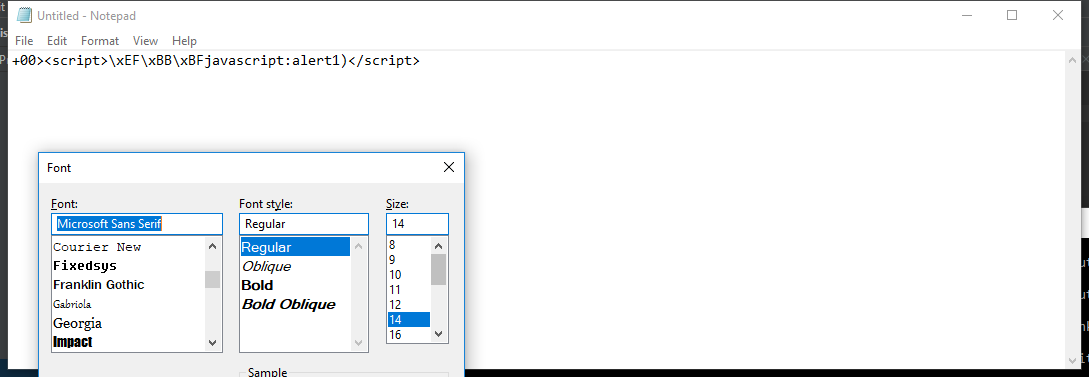 Untitled - Notepad
File Edit Format View Help
+00><script>\xEF\xBB\xBFjavascript:alert1)</script>
Font
Font: Font style: Size:
Microsoft Sans Serif Regular 14
Courier New Regular 8
Fixedsys Oblique 9
Franklin Gothic Bold 10
Gabriola Bold Oblique 11
Georgia 12
Impact 14
16
Sample